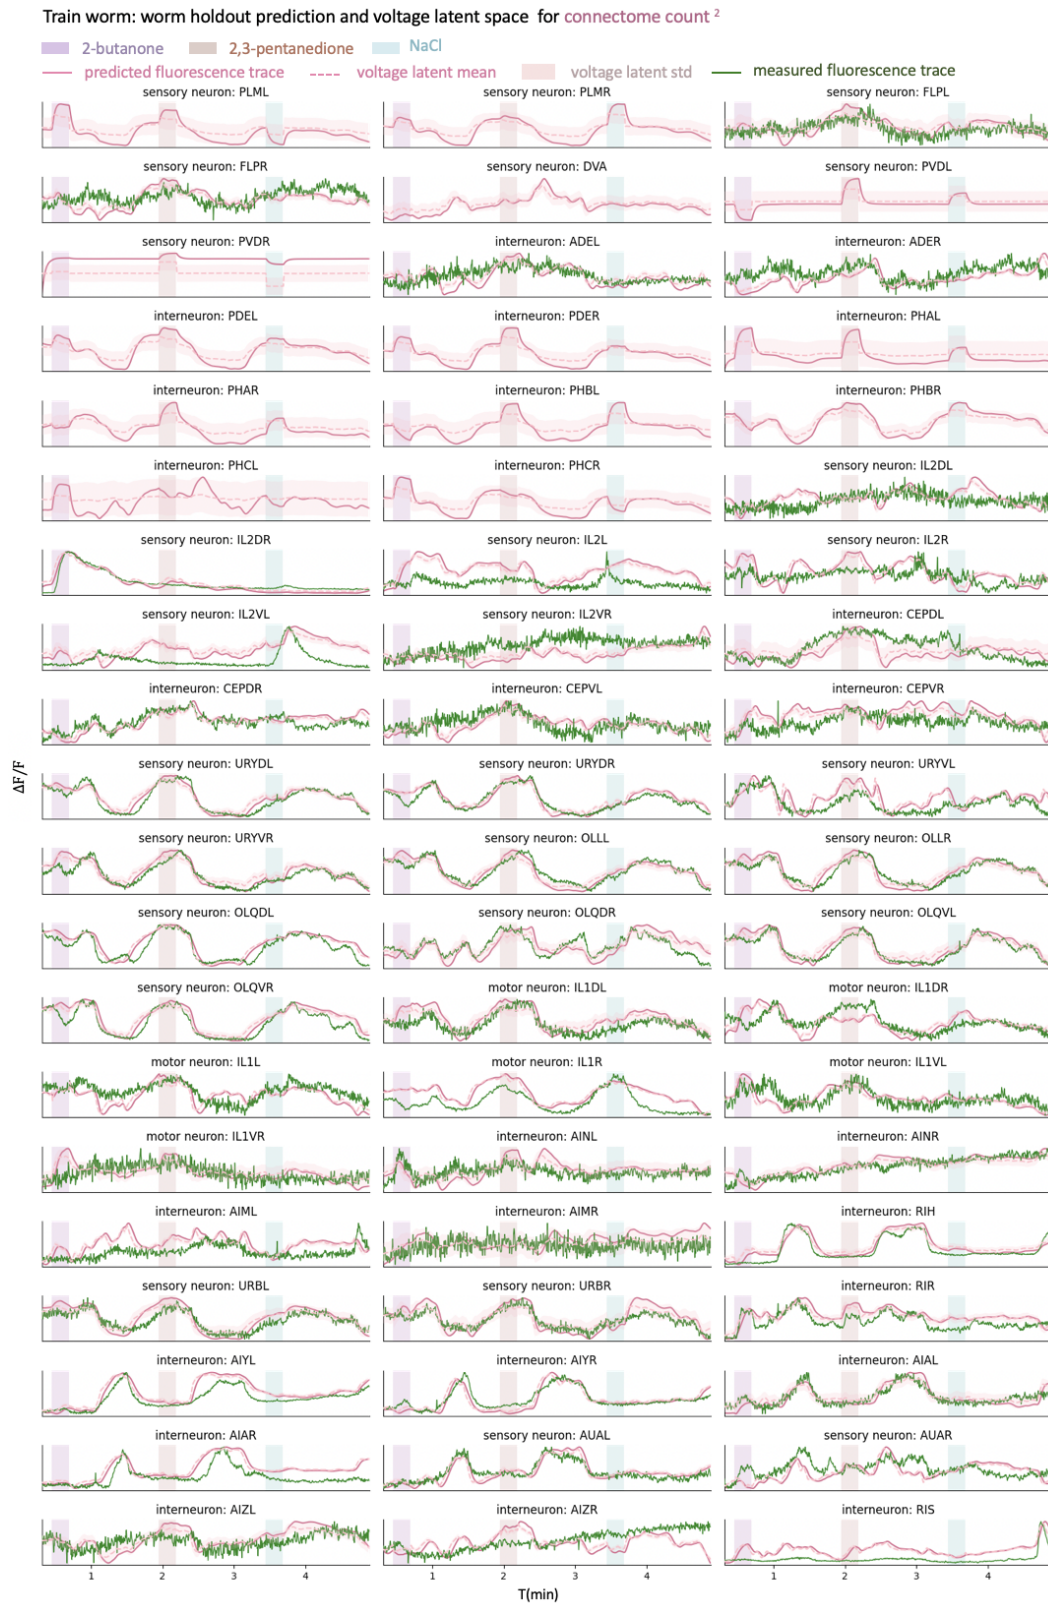 Train worm: worm holdout prediction and voltage latent space for connectome count ²
2-butanone 2,3-pentanedione NaCl
predicted fluorescence trace voltage latent mean voltage latent std measured fluorescence trace
sensory neuron: PLML sensory neuron: PLMR sensory neuron: FLPL
sensory neuron: FLPR sensory neuron: DVA sensory neuron: PVDL
sensory neuron: PVDR interneuron: ADEL interneuron: ADER
interneuron: PDEL interneuron: PDER interneuron: PHAL
interneuron: PHAR interneuron: PHBL interneuron: PHBR
interneuron: PHCL interneuron: PHCR sensory neuron: IL2DL
sensory neuron: IL2DR sensory neuron: IL2L sensory neuron: IL2R
sensory neuron: IL2VL sensory neuron: IL2VR interneuron: CEPDL
interneuron: CEPDR interneuron: CEPVL interneuron: CEPVR
ΔF/F
sensory neuron: URYDL sensory neuron: URYDR sensory neuron: URYVL
sensory neuron: URYVR sensory neuron: OLLL sensory neuron: OLLR
sensory neuron: OLQDL sensory neuron: OLQDR sensory neuron: OLQVL
sensory neuron: OLQVR motor neuron: IL1DL motor neuron: IL1DR
motor neuron: IL1L motor neuron: IL1R motor neuron: IL1VL
motor neuron: IL1VR interneuron: AINL interneuron: AINR
interneuron: AIML interneuron: AIMR interneuron: RIH
sensory neuron: URBL sensory neuron: URBR interneuron: RIR
interneuron: AIYL interneuron: AIYR interneuron: AIAL
interneuron: AIAR sensory neuron: AUAL sensory neuron: AUAR
interneuron: AIZL interneuron: AIZR interneuron: RIS
1 2 3 4 1 2 3 4 1 2 3 4
T(min)